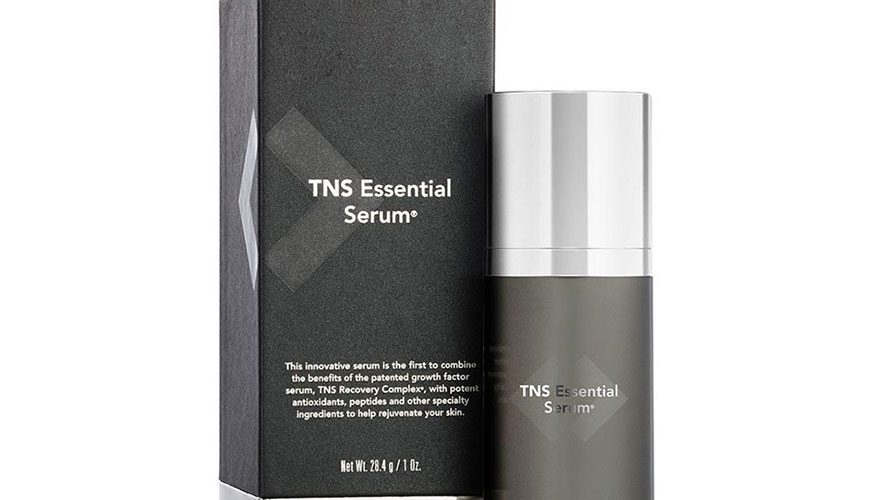 TNS Essential
Serum®
This innovative serum is the first to combine
the benefits of the patented growth factor
serum, TNS Recovery Complex®, with potent
antioxidants, peptides and other specialty
ingredients to help rejuvenate your skin.
Net Wt. 28.4 g / 1 Oz.
TNS Essential
Serum®